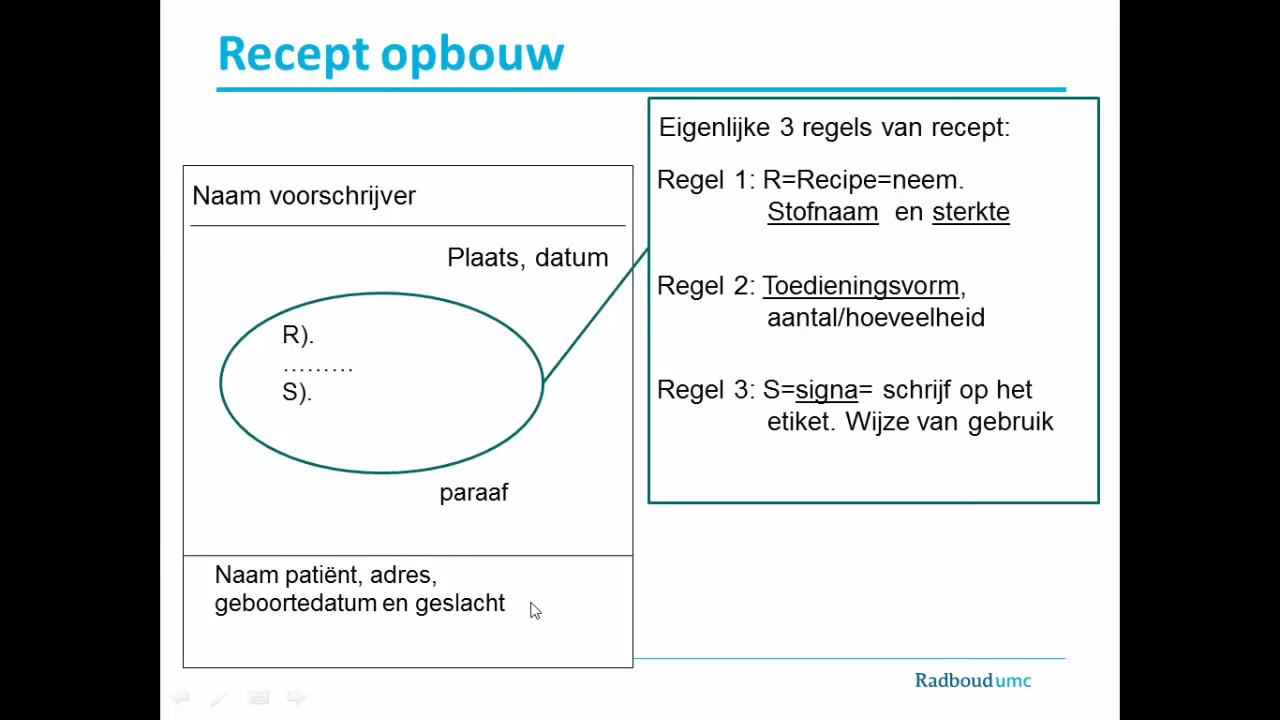 Recept opbouw
Naam voorschrijver
Plaats, datum
R).
………
S).
paraaf
Naam patiënt, adres,
geboortedatum en geslacht
Eigenlijke 3 regels van recept:
Regel 1: R=Recipe=neem.
Stofnaam en sterkte
Regel 2: Toedieningsvorm,
aantal/hoeveelheid
Regel 3: S=signa= schrijf op het
etiket. Wijze van gebruik
Radboudumc